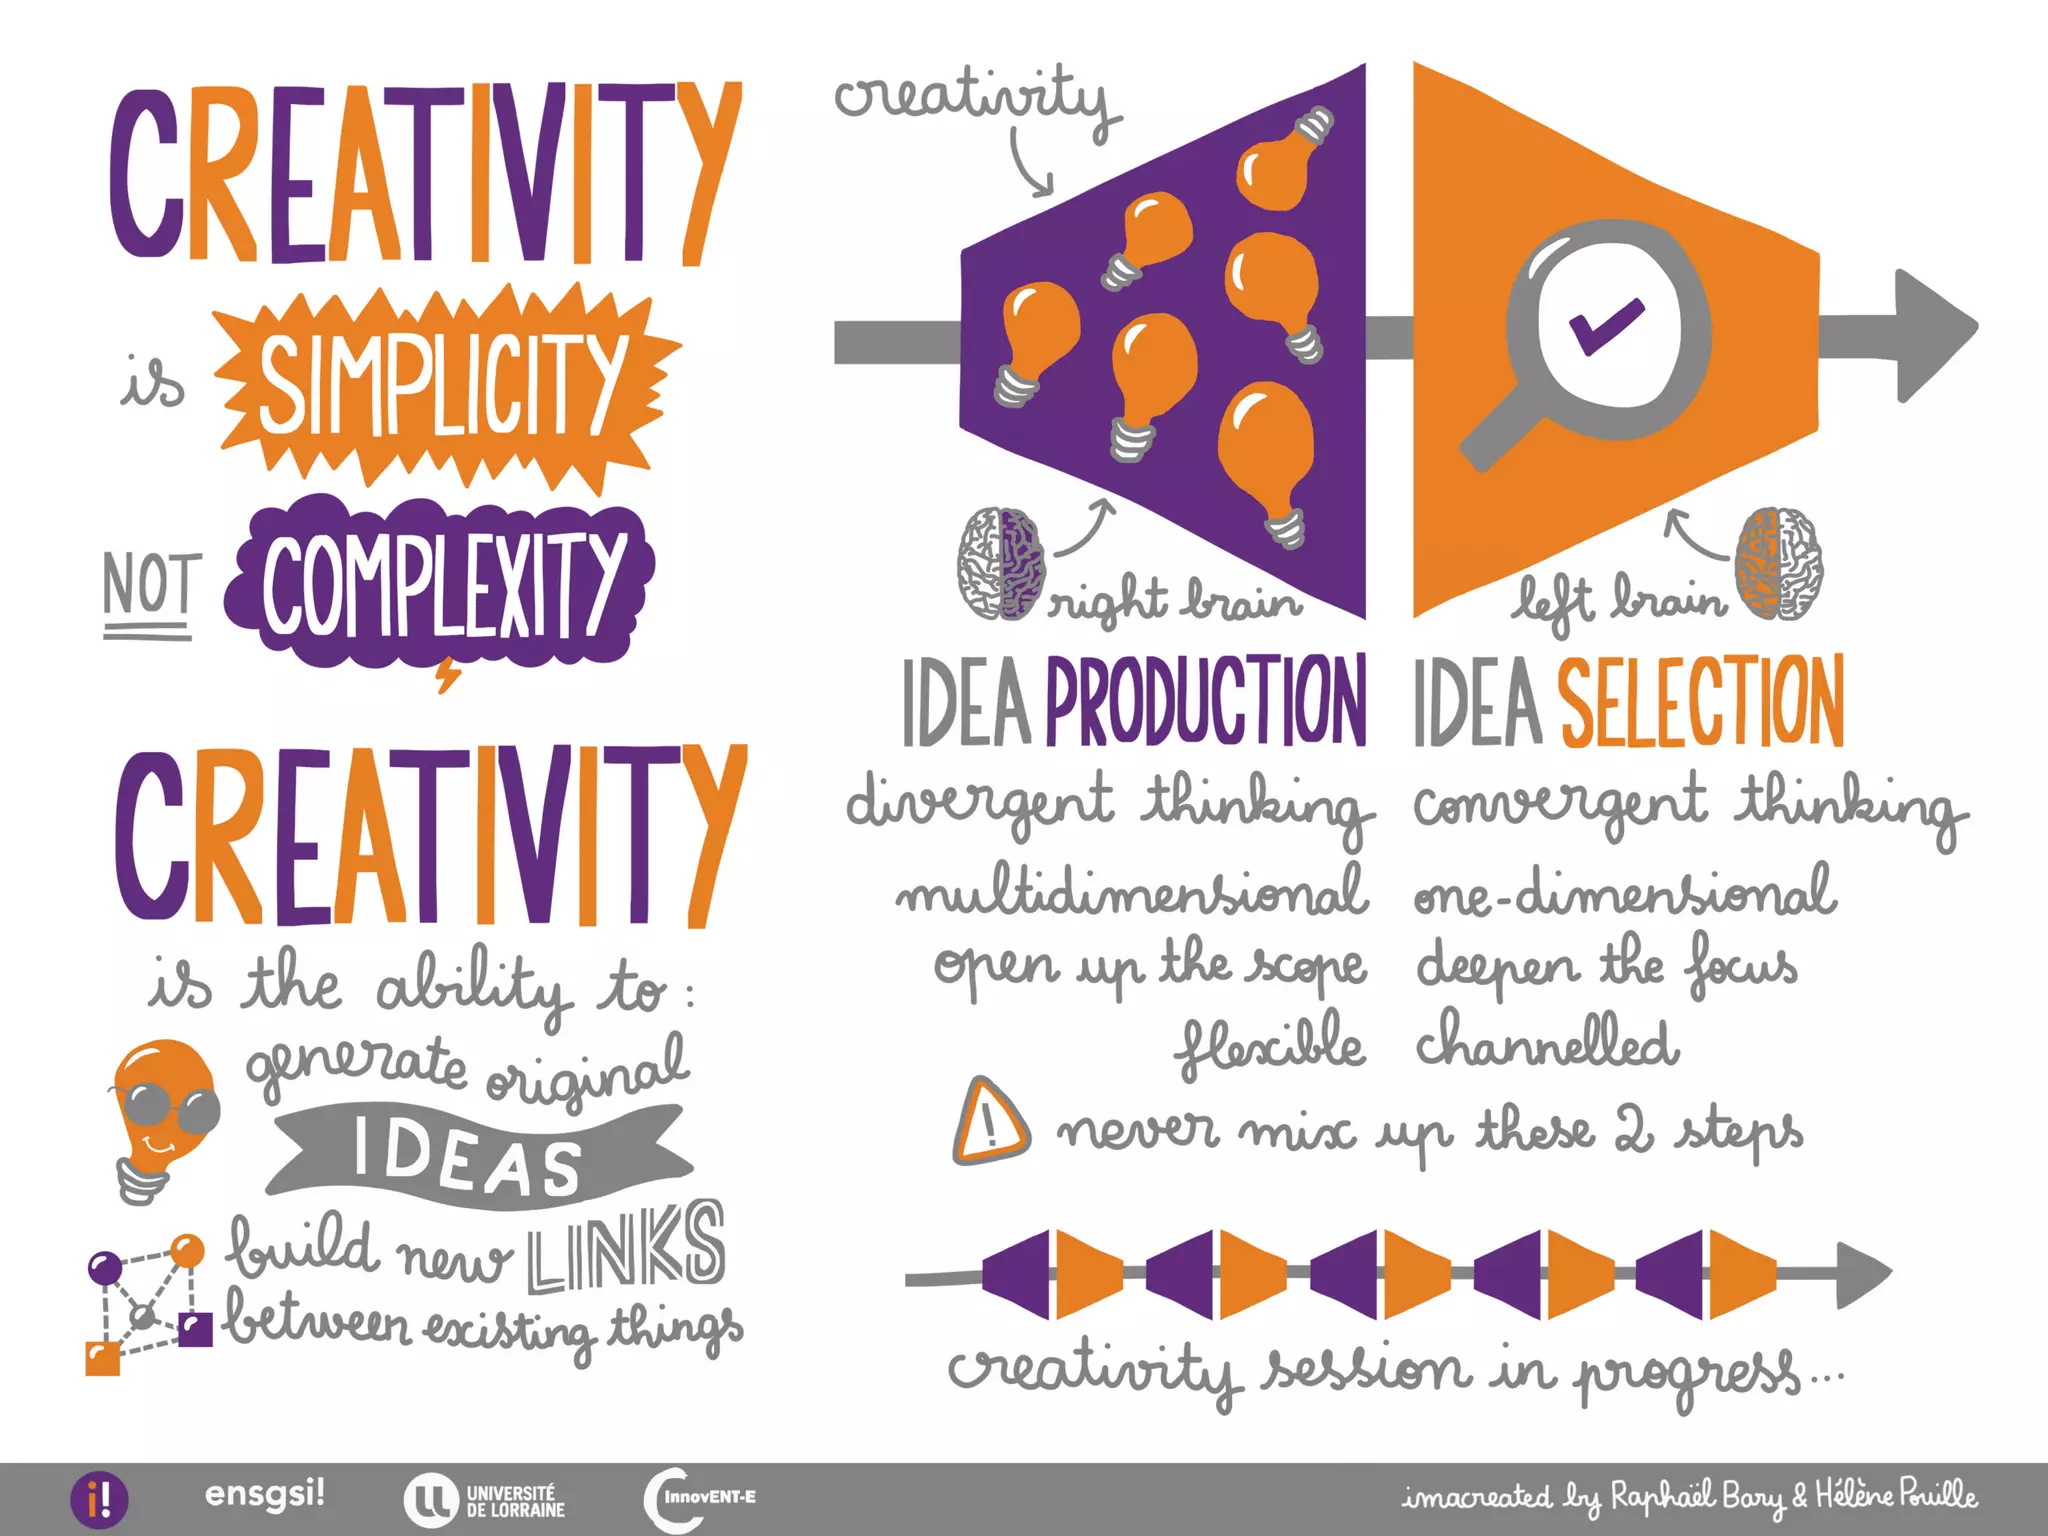 CREATIVITY
is SIMPLICITY
NOT COMPLEXITY
CREATIVITY
is the ability to:
generate original
IDEAS
build new LINKS
between existing things
creativity
right brain
left brain
IDEA PRODUCTION
divergent thinking
multidimensional
open up the scope
flexible
IDEA SELECTION
convergent thinking
one-dimensional
deepen the focus
channelled
! never mix up these 2 steps
creativity session in progress...
i! ensgsi!
UNIVERSITÉ
DE LORRAINE
InnovENT-E
imacreated by Raphaël Bary & Hélène Pouille